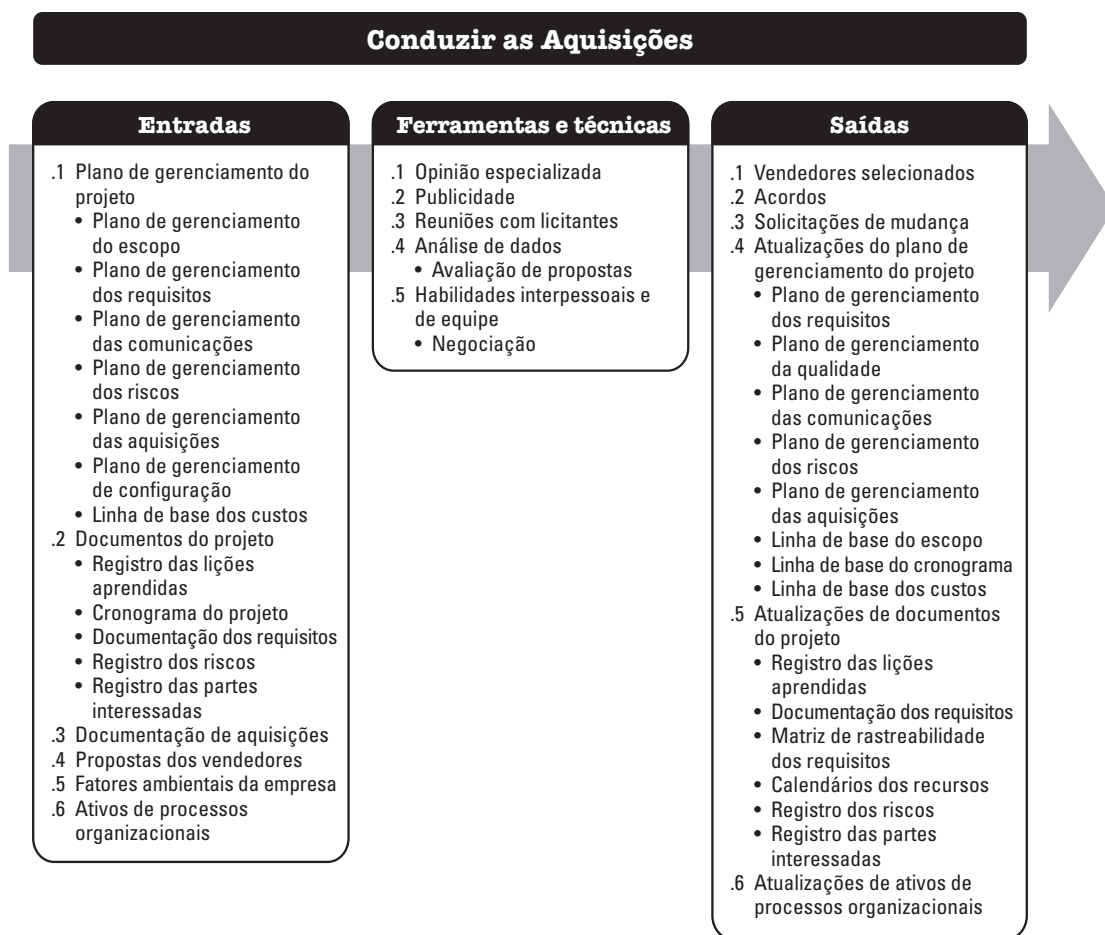 Conduzir as Aquisições
Entradas
.1 Plano de gerenciamento do
projeto
• Plano de gerenciamento
do escopo
• Plano de gerenciamento
dos requisitos
• Plano de gerenciamento
das comunicações
• Plano de gerenciamento
dos riscos
• Plano de gerenciamento
das aquisições
• Plano de gerenciamento
de configuração
• Linha de base dos custos
.2 Documentos do projeto
• Registro das lições
aprendidas
• Cronograma do projeto
• Documentação dos requisitos
• Registro dos riscos
• Registro das partes
interessadas
.3 Documentação de aquisições
.4 Propostas dos vendedores
.5 Fatores ambientais da empresa
.6 Ativos de processos
organizacionais
Ferramentas e técnicas
.1 Opinião especializada
.2 Publicidade
.3 Reuniões com licitantes
.4 Análise de dados
• Avaliação de propostas
.5 Habilidades interpessoais e
de equipe
• Negociação
Saídas
.1 Vendedores selecionados
.2 Acordos
.3 Solicitações de mudança
.4 Atualizações do plano de
gerenciamento do projeto
• Plano de gerenciamento
dos requisitos
• Plano de gerenciamento
da qualidade
• Plano de gerenciamento
das comunicações
• Plano de gerenciamento
dos riscos
• Plano de gerenciamento
das aquisições
• Linha de base do escopo
• Linha de base do cronograma
• Linha de base dos custos
.5 Atualizações de documentos
do projeto
• Registro das lições
aprendidas
• Documentação dos requisitos
• Matriz de rastreabilidade
dos requisitos
• Calendários dos recursos
• Registro dos riscos
• Registro das partes
interessadas
.6 Atualizações de ativos de
processos organizacionais